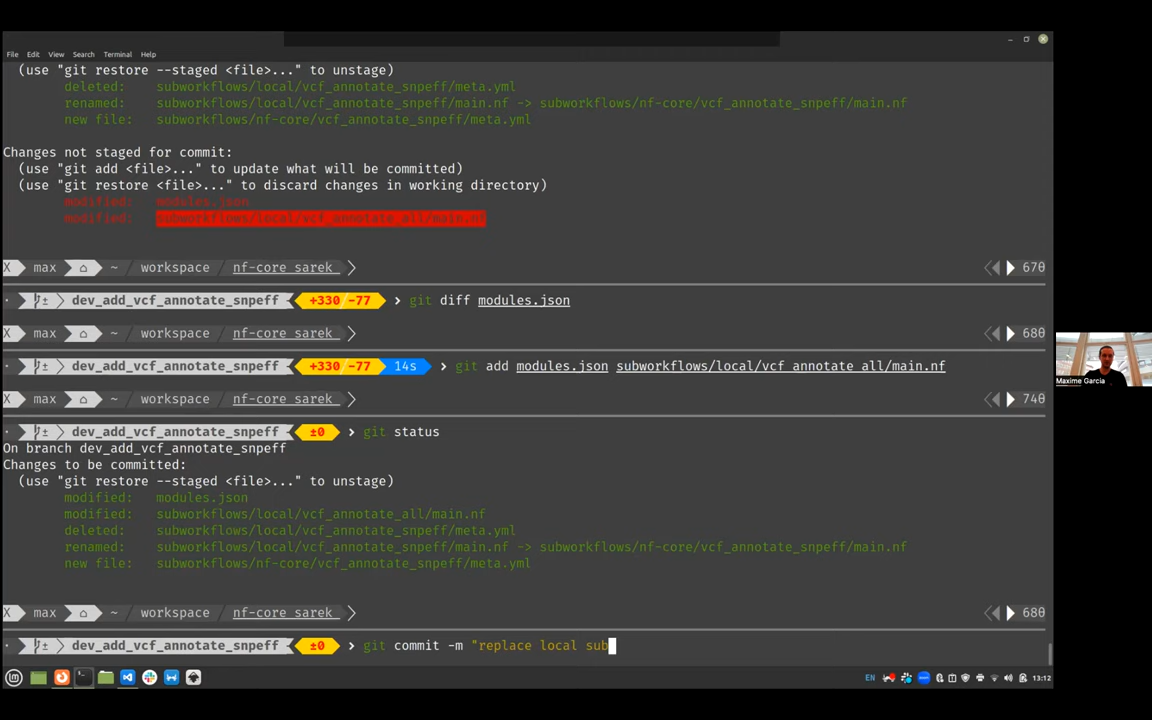 File Edit View Search Terminal Help
(use "git restore --staged <file>..." to unstage)
deleted: subworkflows/local/vcf_annotate_snpeff/meta.yml
renamed: subworkflows/local/vcf_annotate_snpeff/main.nf -> subworkflows/nf-core/vcf_annotate_snpeff/main.nf
new file: subworkflows/nf-core/vcf_annotate_snpeff/meta.yml
Changes not staged for commit:
(use "git add <file>..." to update what will be committed)
(use "git restore <file>..." to discard changes in working directory)
modified: modules.json
modified: subworkflows/local/vcf_annotate_all/main.nf
X max ⌂ ~ workspace nf-core sarek 670
dev_add_vcf_annotate_snpeff +330/-77 > git diff modules.json
X max ⌂ ~ workspace nf-core sarek 680
dev_add_vcf_annotate_snpeff +330/-77 14s > git add modules.json subworkflows/local/vcf_annotate_all/main.nf
X max ⌂ ~ workspace nf-core sarek 740
dev_add_vcf_annotate_snpeff ±0 > git status
On branch dev_add_vcf_annotate_snpeff
Changes to be committed:
(use "git restore --staged <file>..." to unstage)
modified: modules.json
modified: subworkflows/local/vcf_annotate_all/main.nf
deleted: subworkflows/local/vcf_annotate_snpeff/meta.yml
renamed: subworkflows/local/vcf_annotate_snpeff/main.nf -> subworkflows/nf-core/vcf_annotate_snpeff/main.nf
new file: subworkflows/nf-core/vcf_annotate_snpeff/meta.yml
X max ⌂ ~ workspace nf-core sarek 680
dev_add_vcf_annotate_snpeff ±0 > git commit -m "replace local sub
EN 13:12
Maxime Garcia